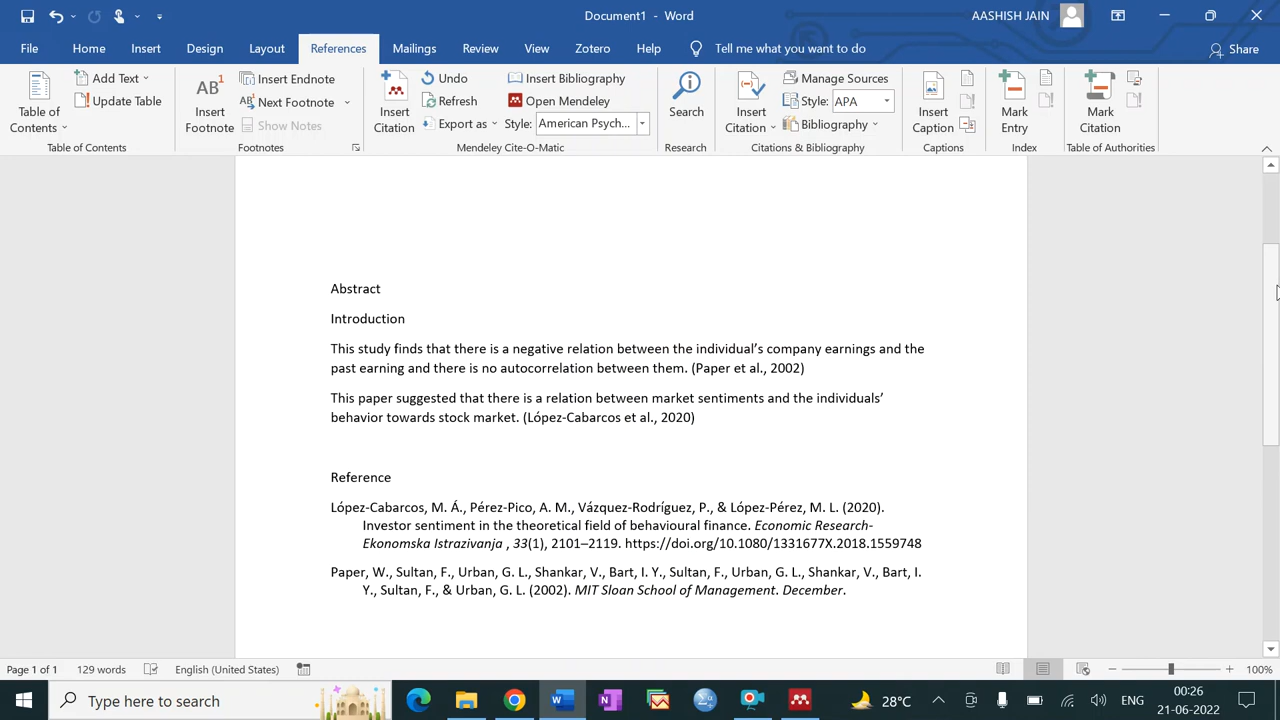 Document1 - Word
AASHISH JAIN
File Home Insert Design Layout References Mailings Review View Zotero Help Tell me what you want to do Share
Table of Contents
Add Text
Update Table
Table of Contents
AB1
Insert Footnote
Insert Endnote
Next Footnote
Show Notes
Footnotes
Insert Citation
Undo
Refresh
Export as
Insert Bibliography
Open Mendeley
Style: American Psych...
Mendeley Cite-O-Matic
Search
Research
Insert Citation
Manage Sources
Style: APA
Bibliography
Citations & Bibliography
Insert Caption
Captions
Mark Entry
Index
Mark Citation
Table of Authorities
Abstract
Introduction
This study finds that there is a negative relation between the individual’s company earnings and the
past earning and there is no autocorrelation between them. (Paper et al., 2002)
This paper suggested that there is a relation between market sentiments and the individuals’
behavior towards stock market. (López-Cabarcos et al., 2020)
Reference
López-Cabarcos, M. Á., Pérez-Pico, A. M., Vázquez-Rodríguez, P., & López-Pérez, M. L. (2020).
Investor sentiment in the theoretical field of behavioural finance. Economic Research-
Ekonomska Istrazivanja , 33(1), 2101–2119. https://doi.org/10.1080/1331677X.2018.1559748
Paper, W., Sultan, F., Urban, G. L., Shankar, V., Bart, I. Y., Sultan, F., Urban, G. L., Shankar, V., Bart, I.
Y., Sultan, F., & Urban, G. L. (2002). MIT Sloan School of Management. December.
Page 1 of 1 129 words English (United States) 100%
Type here to search
28°C
ENG
00:26
21-06-2022